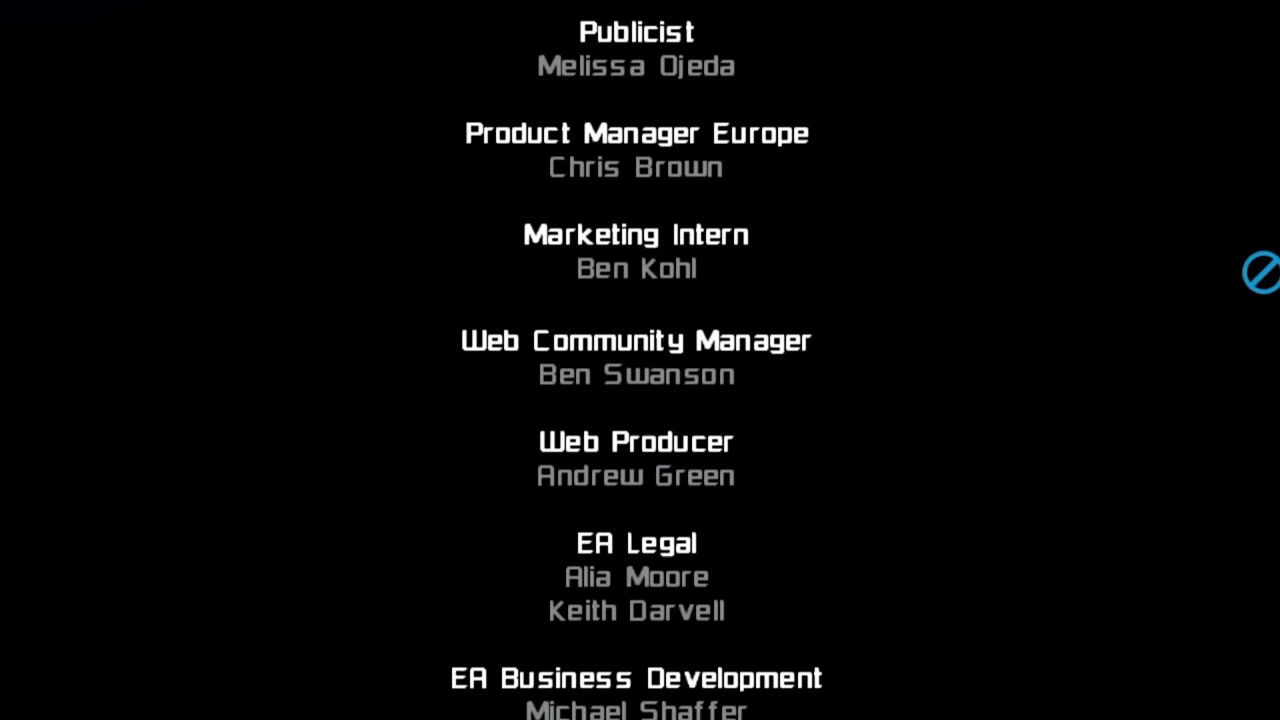 Publicist
Melissa Ojeda
Product Manager Europe
Chris Brown
Marketing Intern
Ben Kohl
Web Community Manager
Ben Swanson
Web Producer
Andrew Green
EA Legal
Alia Moore
Keith Darvell
EA Business Development
Michael Shaffer